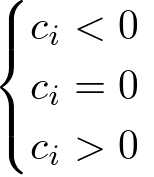 c_i < 0
c_i = 0
c_i > 0